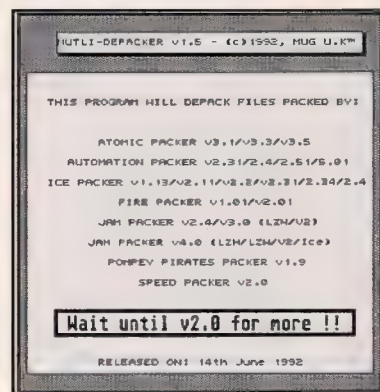 MUTLI-DEPACKER v1.5 - (c)1992, MUG U.K™
THIS PROGRAM WILL DEPACK FILES PACKED BY:
ATOMIC PACKER v3.1/v3.3/v3.5
AUTOMATION PACKER v2.31/2.4/2.51/5.01
ICE PACKER v1.13/v2.11/v2.2/v2.31/2.34/2.4
FIRE PACKER v1.01/v2.01
JAM PACKER v2.4/v3.0 (LZW/V2)
JAM PACKER v4.0 (LZH/LZW/V2/Ice)
POMPEY PIRATES PACKER v1.9
SPEED PACKER v2.0
Wait until v2.0 for more !!
RELEASED ON: 14th June 1992